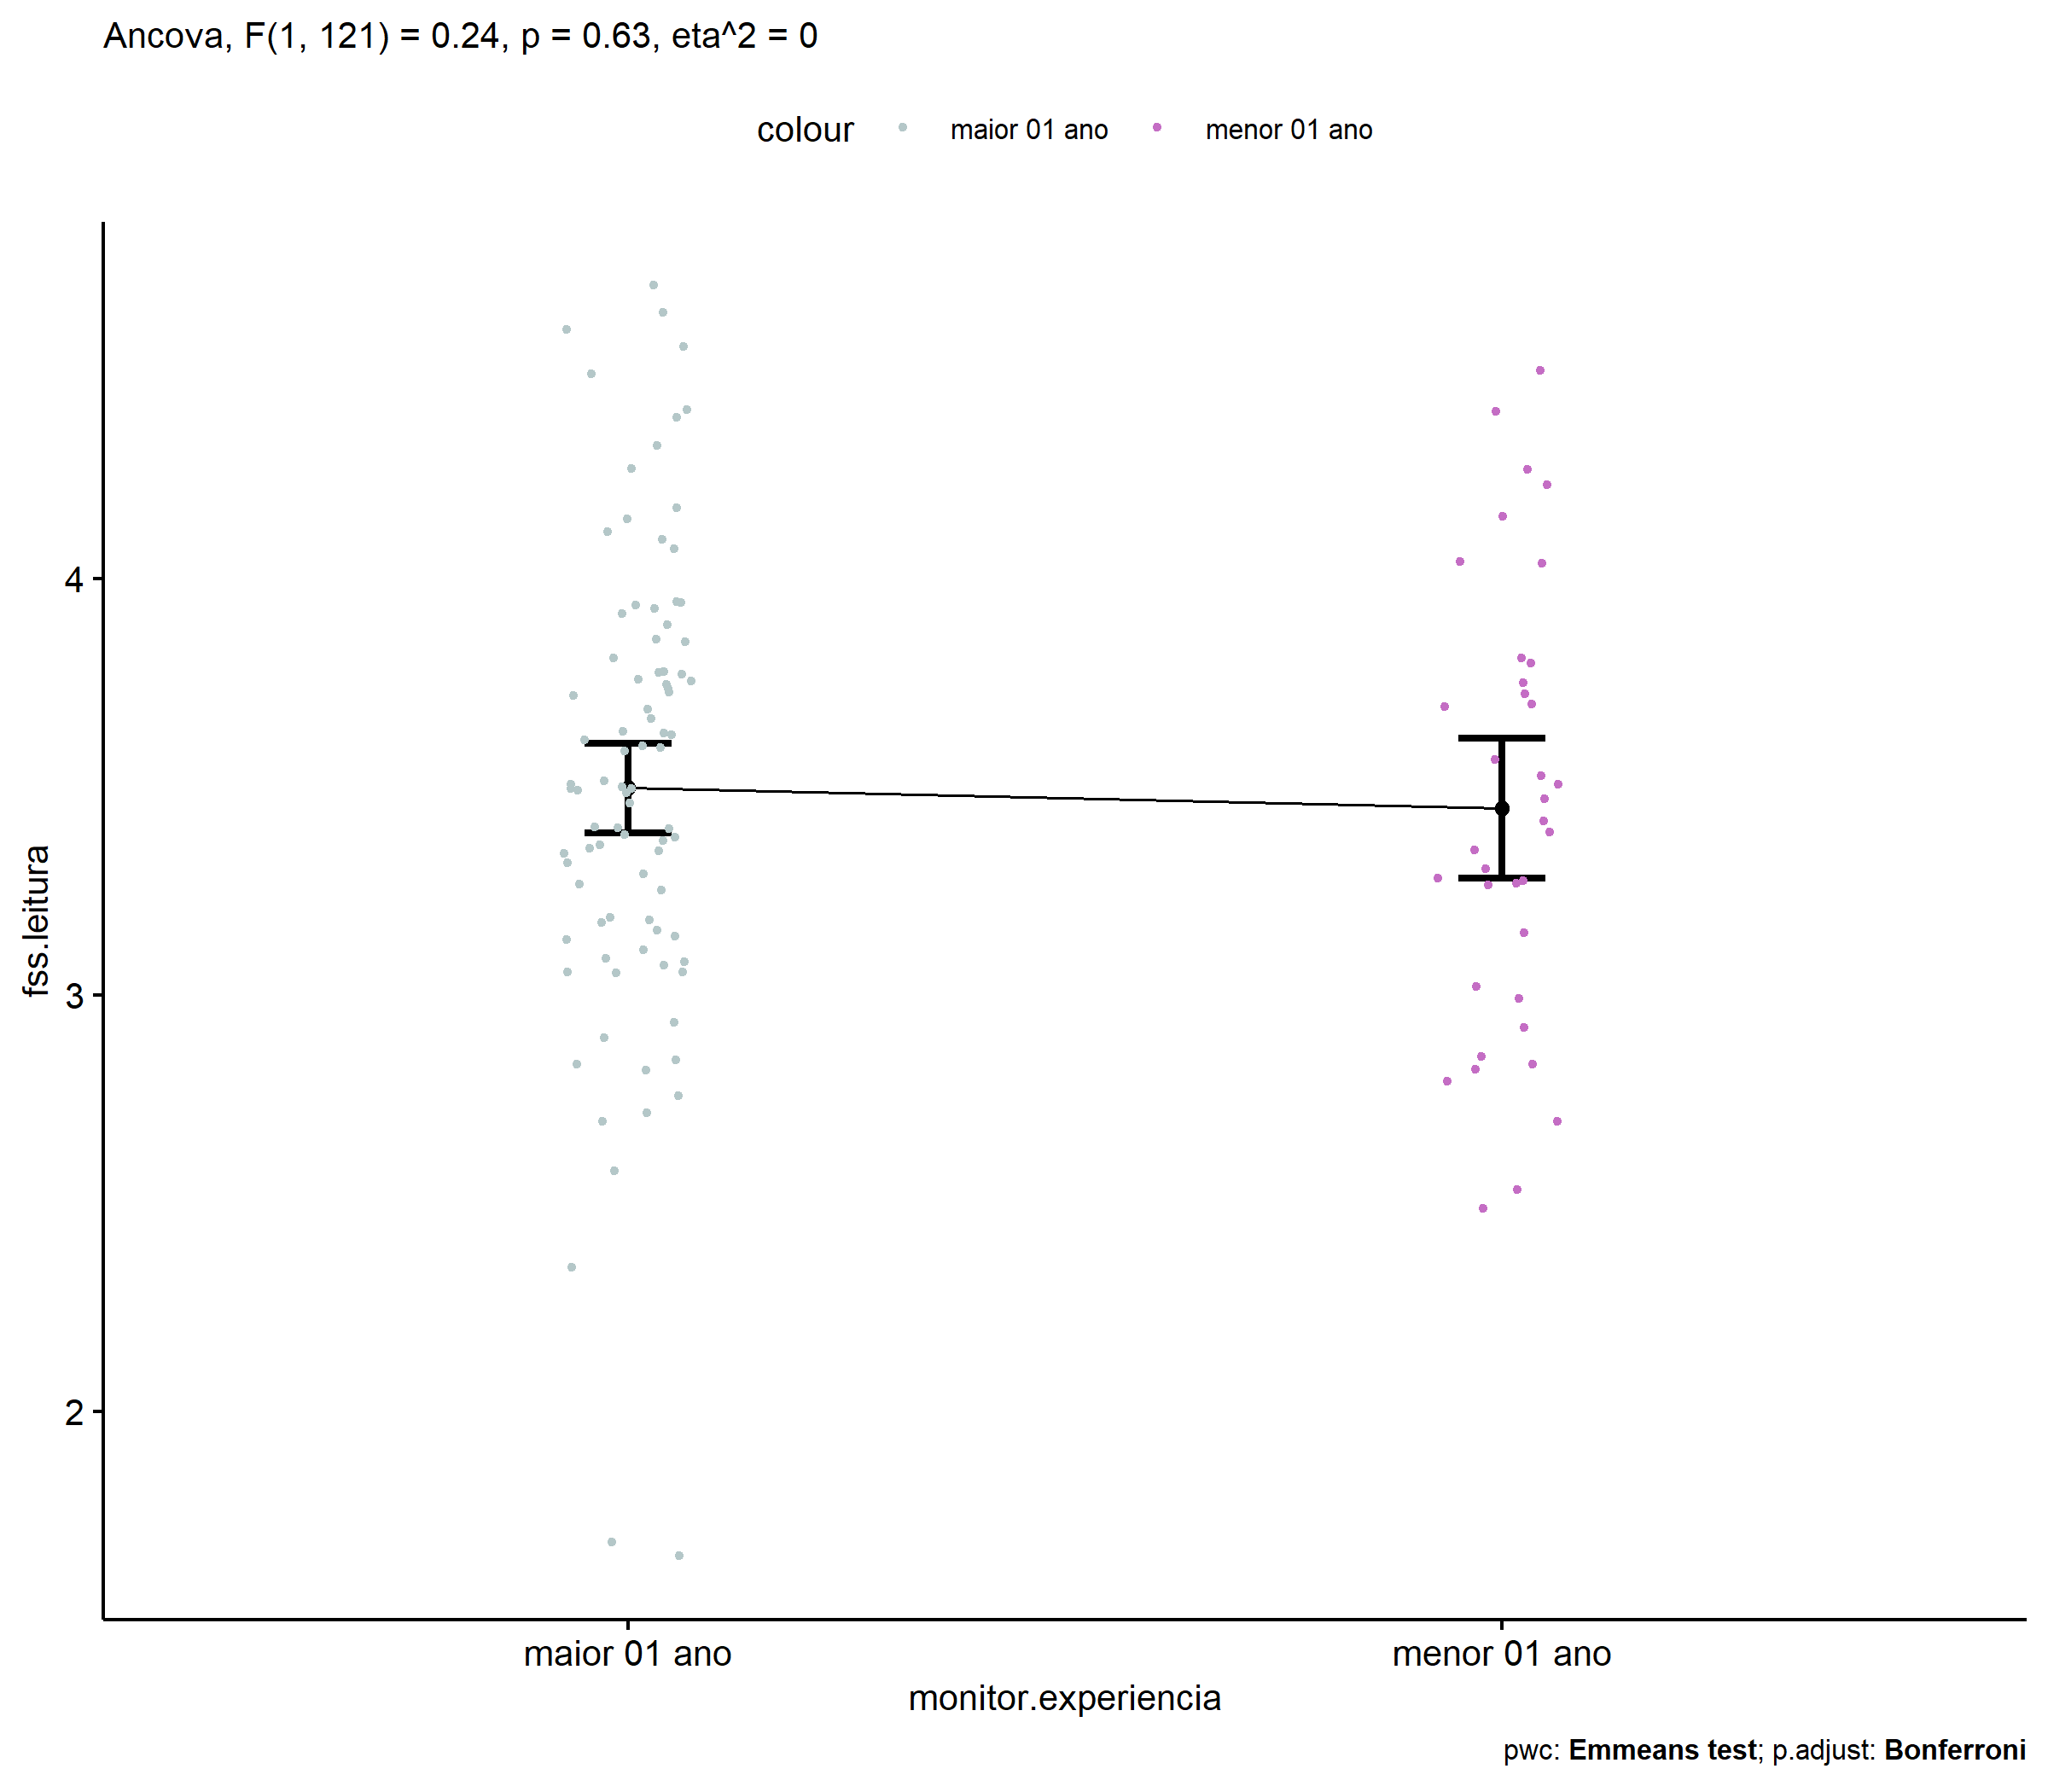 Ancova, F(1, 121) = 0.24, p = 0.63, eta^2 = 0
colour maior 01 ano menor 01 ano
fss.leitura
4
3
2
maior 01 ano menor 01 ano
monitor.experiencia
pwc: Emmeans test; p.adjust: Bonferroni